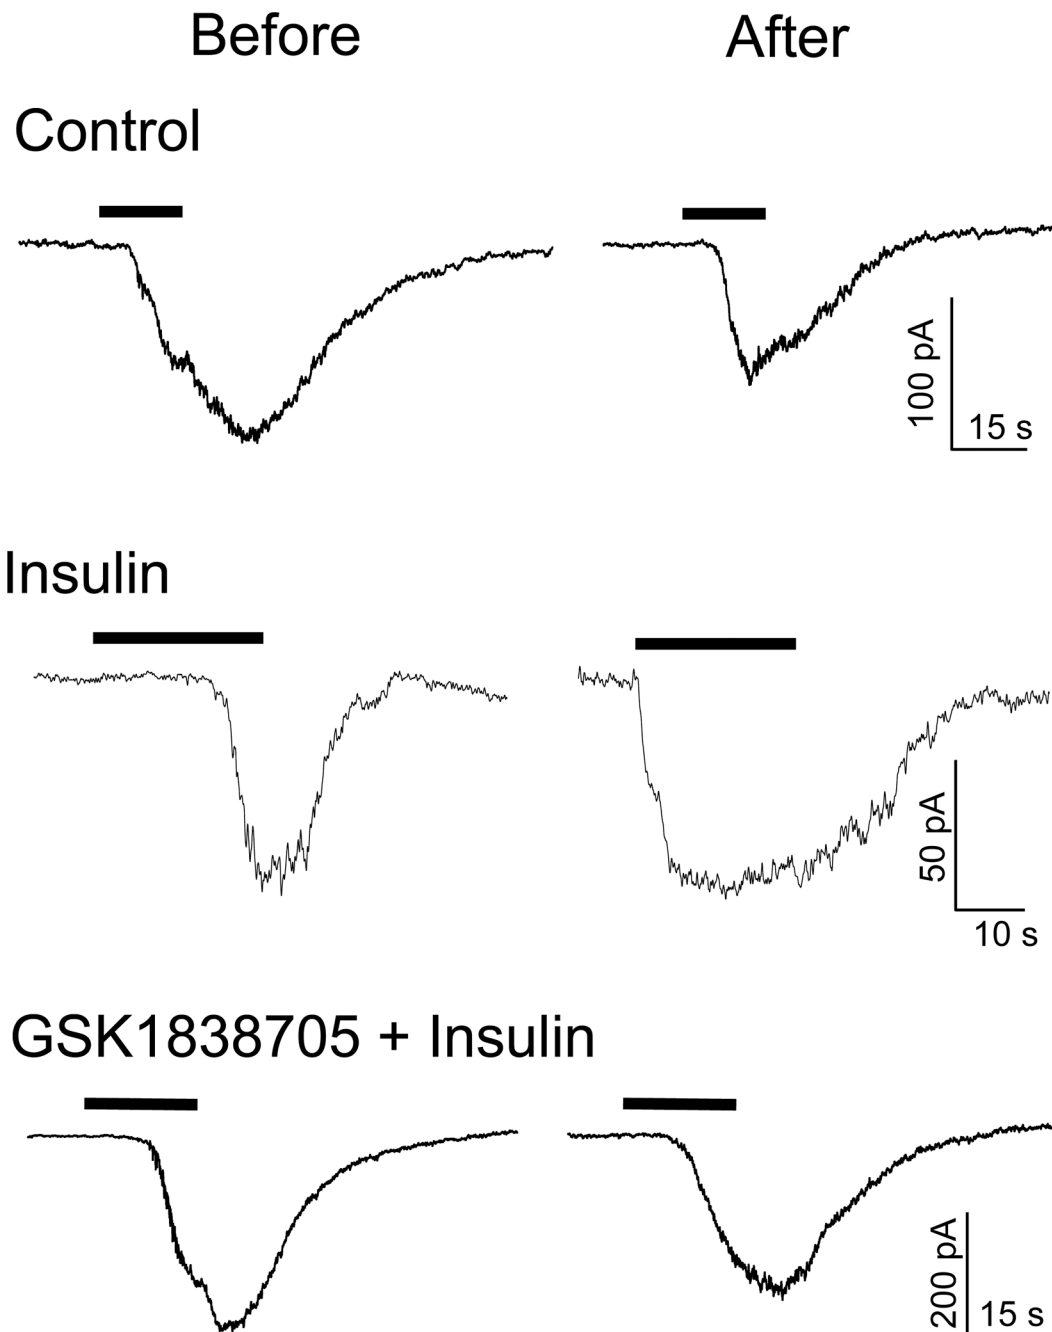 Before After
Control
100 pA
15 s
Insulin
50 pA
10 s
GSK1838705 + Insulin
200 pA
15 s